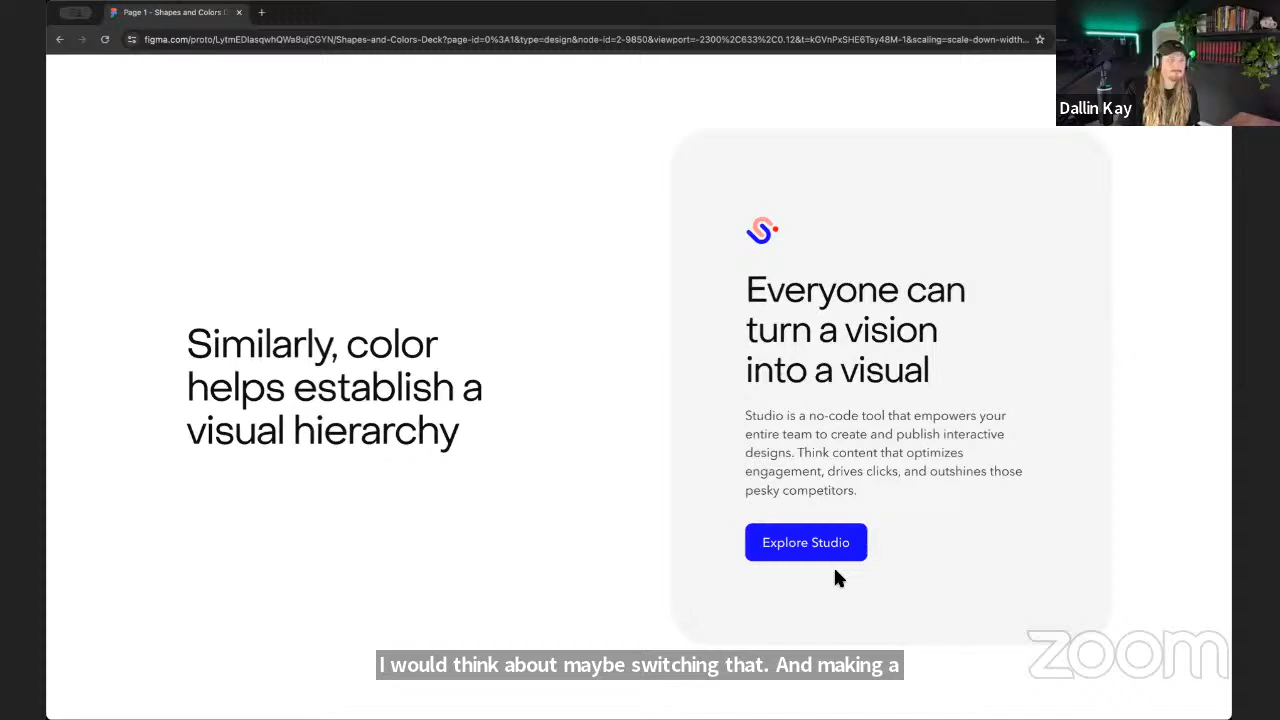 Page 1 - Shapes and Colors D
figma.com/proto/LytmEDlasqwhQWa8ujCGYN/Shapes-and-Colors-Deck?page-id=0%3A1&type=design&node-id=2-9850&viewport=-2300%2C633%2C0.12&t=kGVnPxSHE6Tsy48M-1&scaling=scale-down-width...
Dallin Kay
Similarly, color
helps establish a
visual hierarchy
Everyone can
turn a vision
into a visual
Studio is a no-code tool that empowers your
entire team to create and publish interactive
designs. Think content that optimizes
engagement, drives clicks, and outshines those
pesky competitors.
Explore Studio
I would think about maybe switching that. And making a
zoom